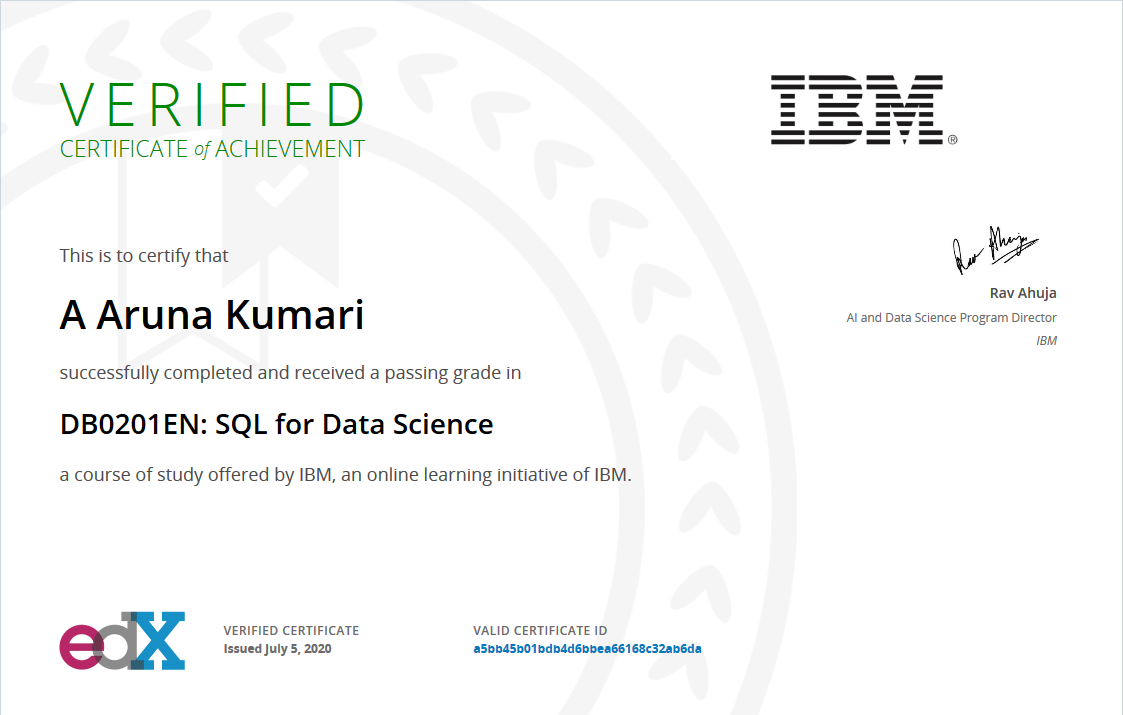 VERIFIED
CERTIFICATE of ACHIEVEMENT
IBM®
This is to certify that
A Aruna Kumari
successfully completed and received a passing grade in
DB0201EN: SQL for Data Science
a course of study offered by IBM, an online learning initiative of IBM.
Rav Ahuja
Rav Ahuja
AI and Data Science Program Director
IBM
edX
VERIFIED CERTIFICATE
Issued July 5, 2020
VALID CERTIFICATE ID
a5bb45b01bdb4d6bbea66168c32ab6da